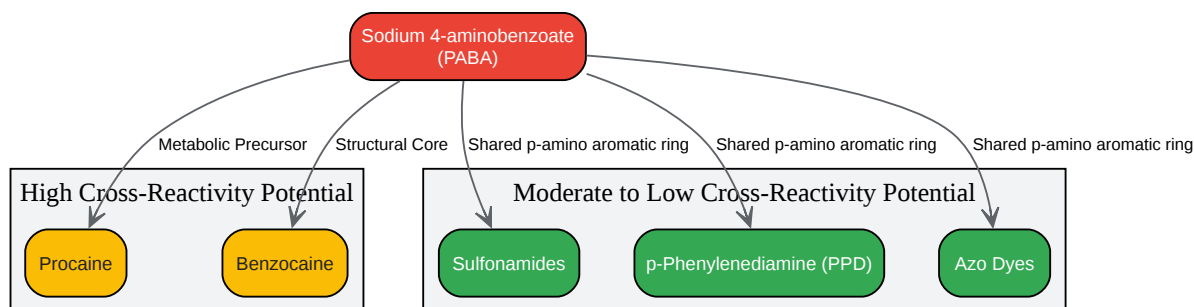 Sodium 4-aminobenzoate
(PABA)
Metabolic Precursor
Structural Core
Shared p-amino aromatic ring
Shared p-amino aromatic ring
Shared p-amino aromatic ring
High Cross-Reactivity Potential
Moderate to Low Cross-Reactivity Potential
Procaine
Benzocaine
Sulfonamides
p-Phenylenediamine (PPD)
Azo Dyes